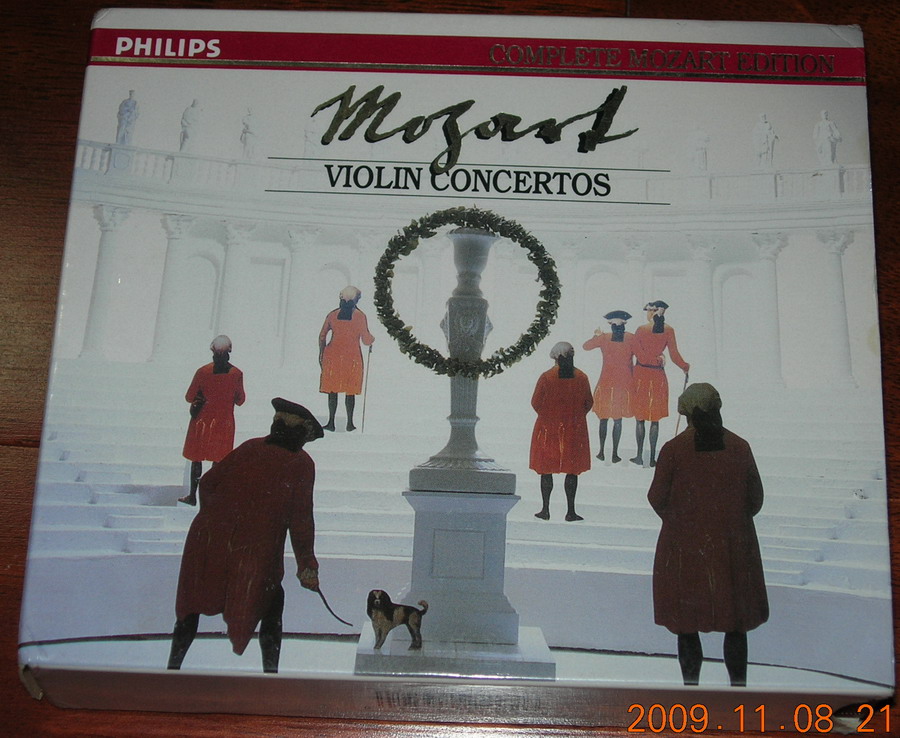 PHILIPS
COMPLETE MOZART EDITION
Mozart
VIOLIN CONCERTOS
2009.11.08 21